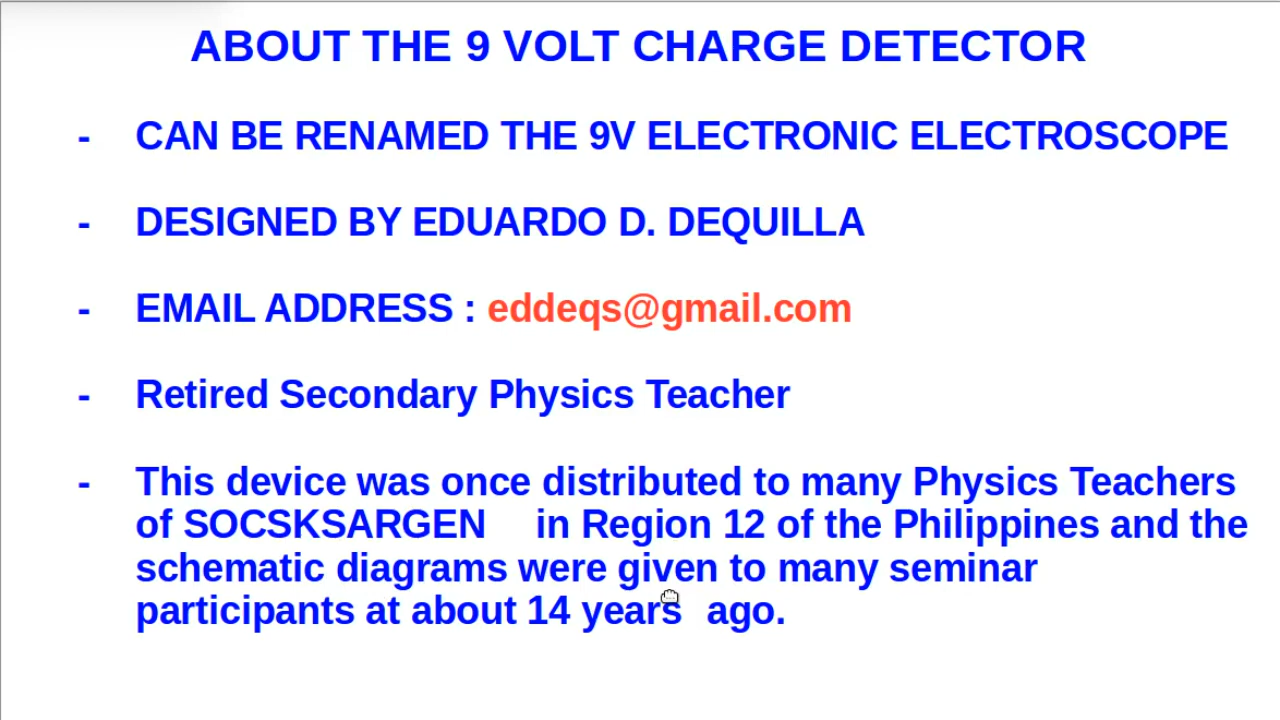 ABOUT THE 9 VOLT CHARGE DETECTOR
- CAN BE RENAMED THE 9V ELECTRONIC ELECTROSCOPE
- DESIGNED BY EDUARDO D. DEQUILLA
- EMAIL ADDRESS : eddeqs@gmail.com
- Retired Secondary Physics Teacher
- This device was once distributed to many Physics Teachers
of SOCSKSARGEN in Region 12 of the Philippines and the
schematic diagrams were given to many seminar
participants at about 14 years ago.